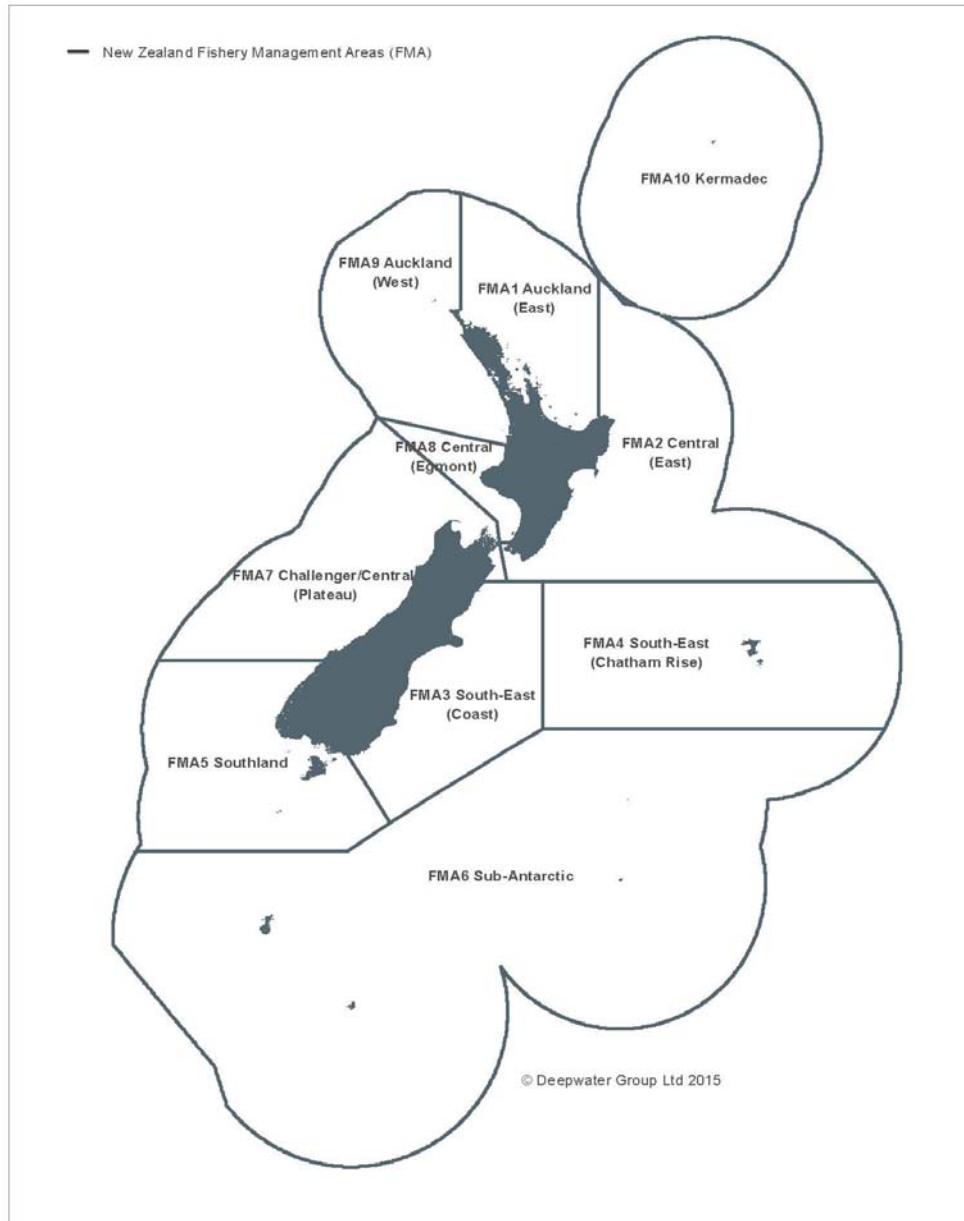 New Zealand Fishery Management Areas (FMA)
FMA10 Kermadec
FMA9 Auckland
(West)
FMA1 Auckland
(East)
FMA8 Central
(Egmont)
FMA2 Central
(East)
FMA7 Challenger/Central
(Plateau)
FMA4 South-East
(Chatham Rise)
FMA3 South-East
(Coast)
FMA5 Southland
FMA6 Sub-Antarctic
© Deepwater Group Ltd 2015